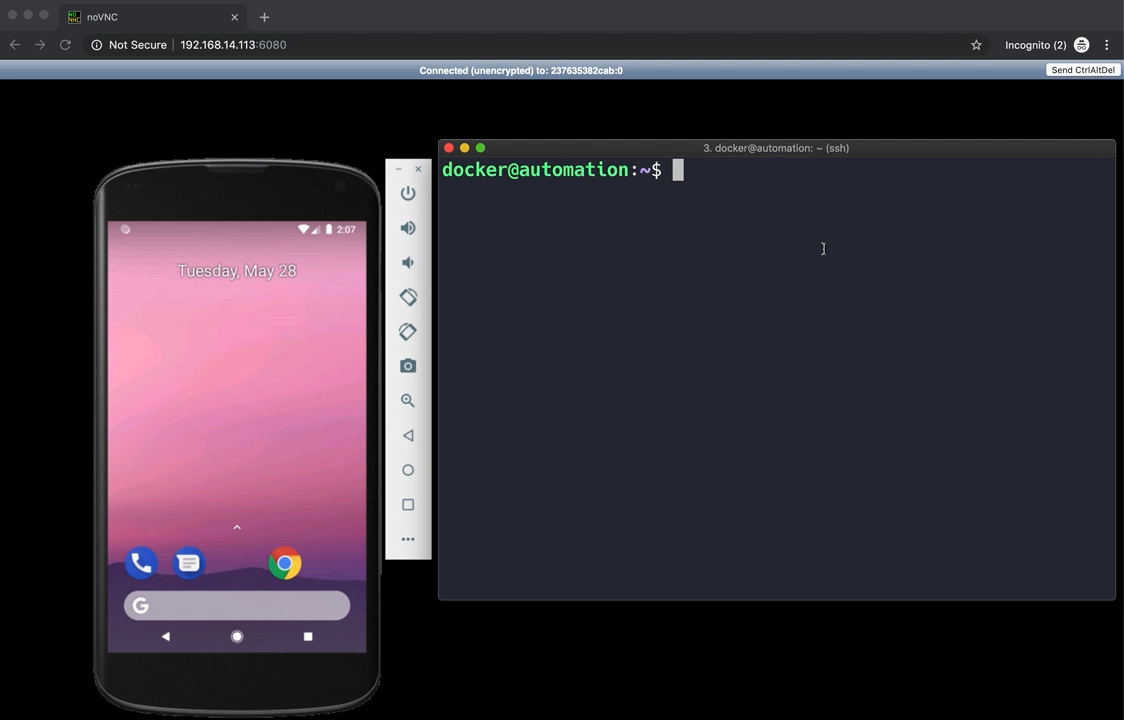 noVNC
Not Secure 192.168.14.113:6080
Incognito (2)
Connected (unencrypted) to: 237635382cab:0
Send CtrlAltDel
3. docker@automation: ~ (ssh)
docker@automation:~$
2:07
Tuesday, May 28
G